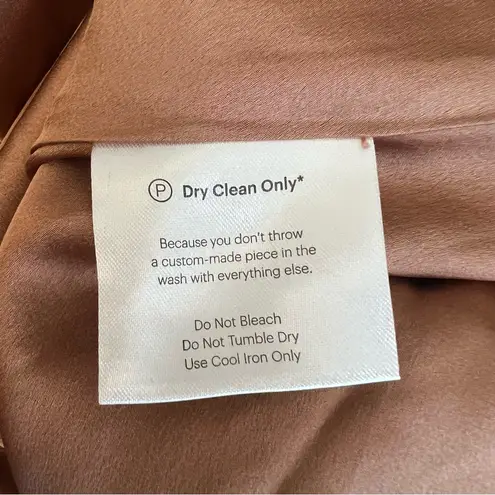 Ⓟ Dry Clean Only*
Because you don't throw
a custom-made piece in the
wash with everything else.
Do Not Bleach
Do Not Tumble Dry
Use Cool Iron Only